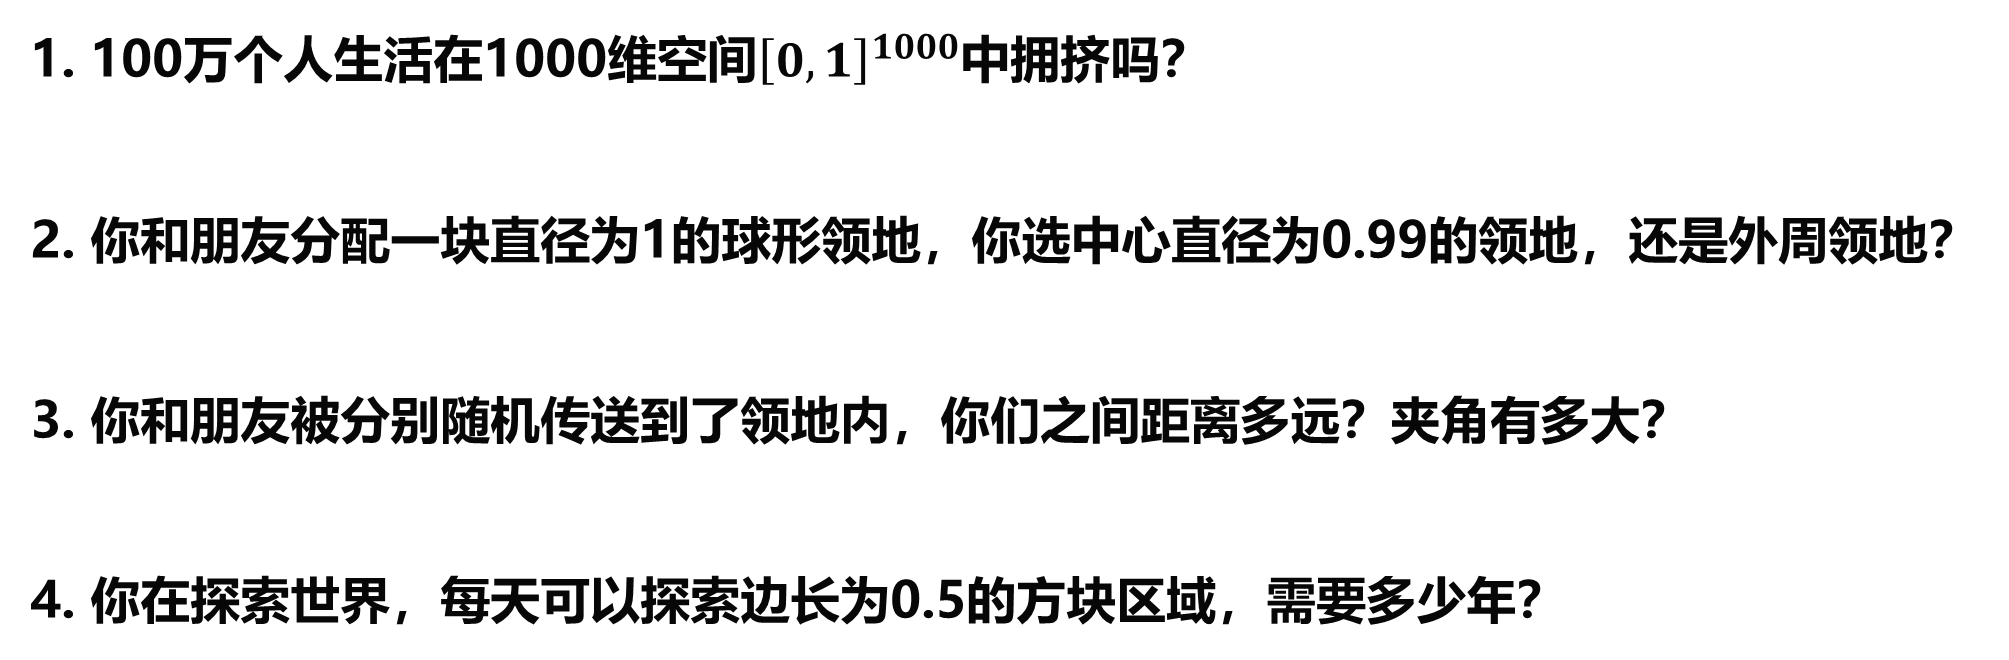 1. 100万个人生活在1000维空间[0, 1]^1000中拥挤吗？
2. 你和朋友分配一块直径为1的球形领地，你选中心直径为0.99的领地，还是外周领地？
3. 你和朋友被分别随机传送到了领地内，你们之间距离多远？夹角有多大？
4. 你在探索世界，每天可以探索边长为0.5的方块区域，需要多少年？